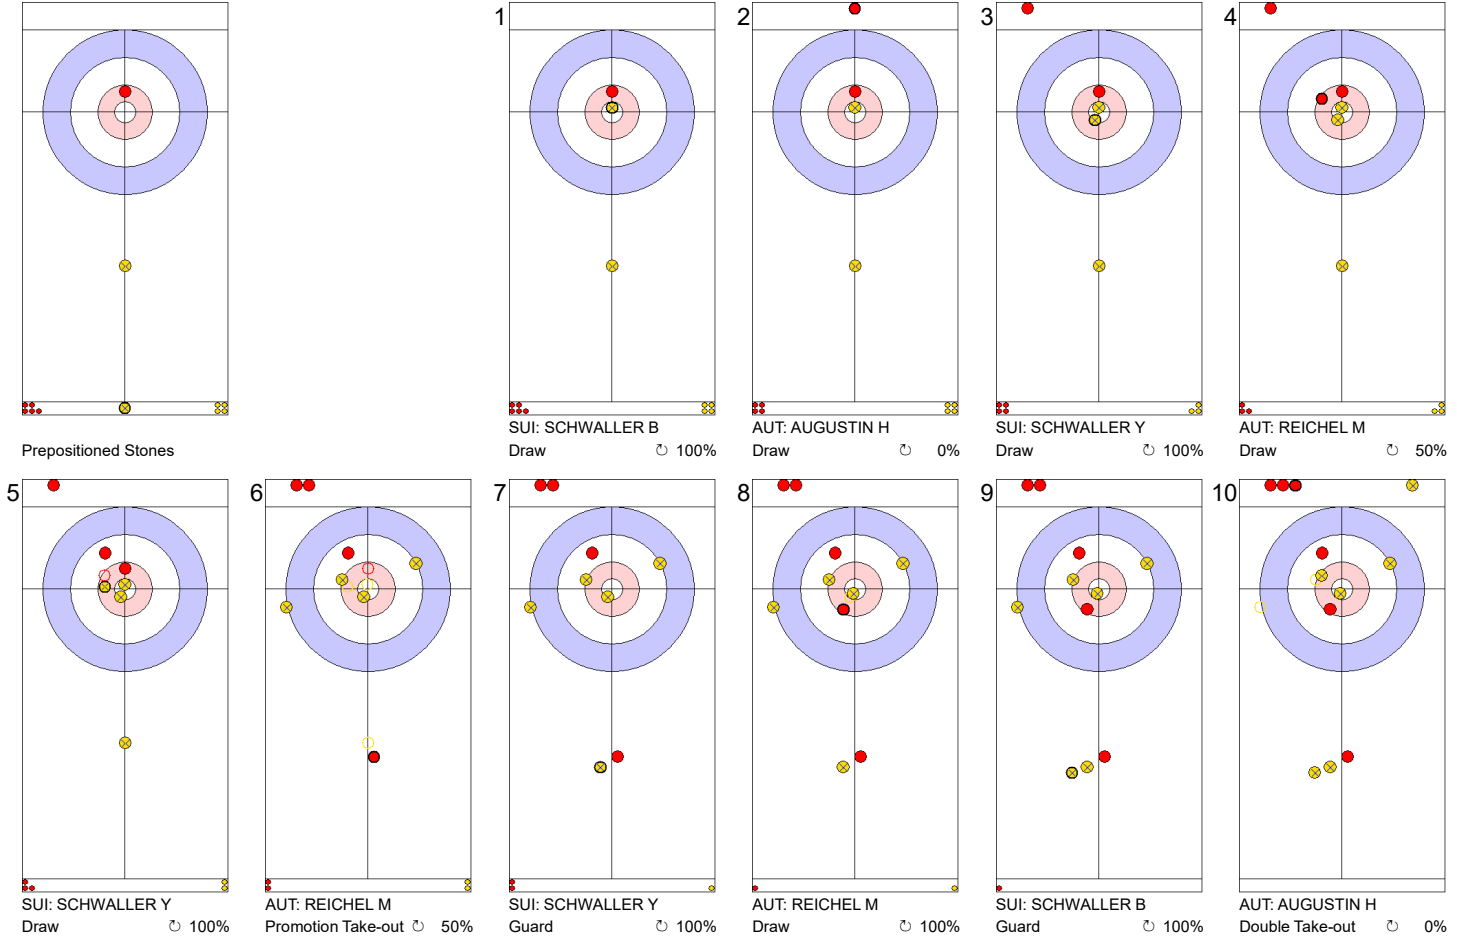 1
2
3
4
SUI: SCHWALLER B
AUT: AUGUSTIN H
SUI: SCHWALLER Y
AUT: REICHEL M
Prepositioned Stones
Draw ↻ 100%
Draw ↻ 0%
Draw ↻ 100%
Draw ↻ 50%
5
6
7
8
9
10
SUI: SCHWALLER Y
AUT: REICHEL M
SUI: SCHWALLER Y
AUT: REICHEL M
SUI: SCHWALLER B
AUT: AUGUSTIN H
Draw ↻ 100%
Promotion Take-out ↻ 50%
Guard ↻ 100%
Draw ↻ 100%
Guard ↻ 100%
Double Take-out ↻ 0%